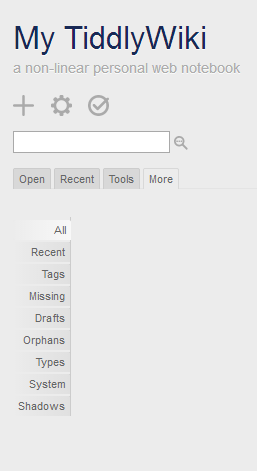 My TiddlyWiki
a non-linear personal web notebook
Open Recent Tools More
All
Recent
Tags
Missing
Drafts
Orphans
Types
System
Shadows